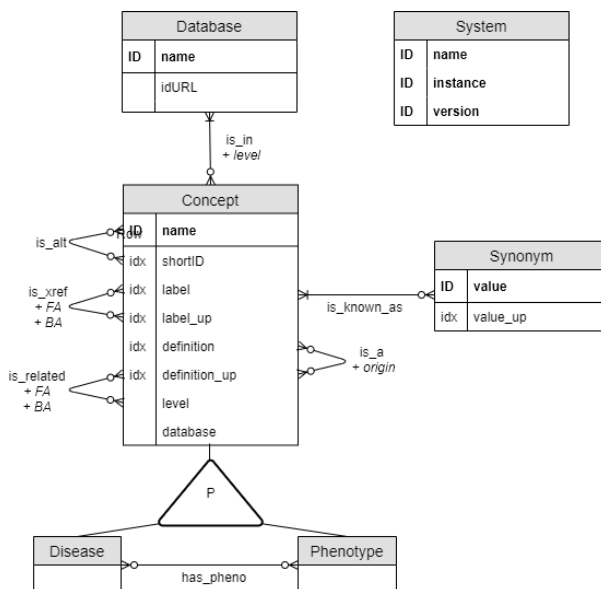 Database
ID name
idURL
System
ID name
ID instance
ID version
is_in
+ level
Concept
ID name
Row
is_alt
idx shortID
is_xref
+ FA
+ BA
idx label
idx label_up
idx definition
is_related
+ FA
+ BA
idx definition_up
level
database
is_known_as
Synonym
ID value
idx value_up
is_a
+ origin
P
Disease
has_pheno
Phenotype